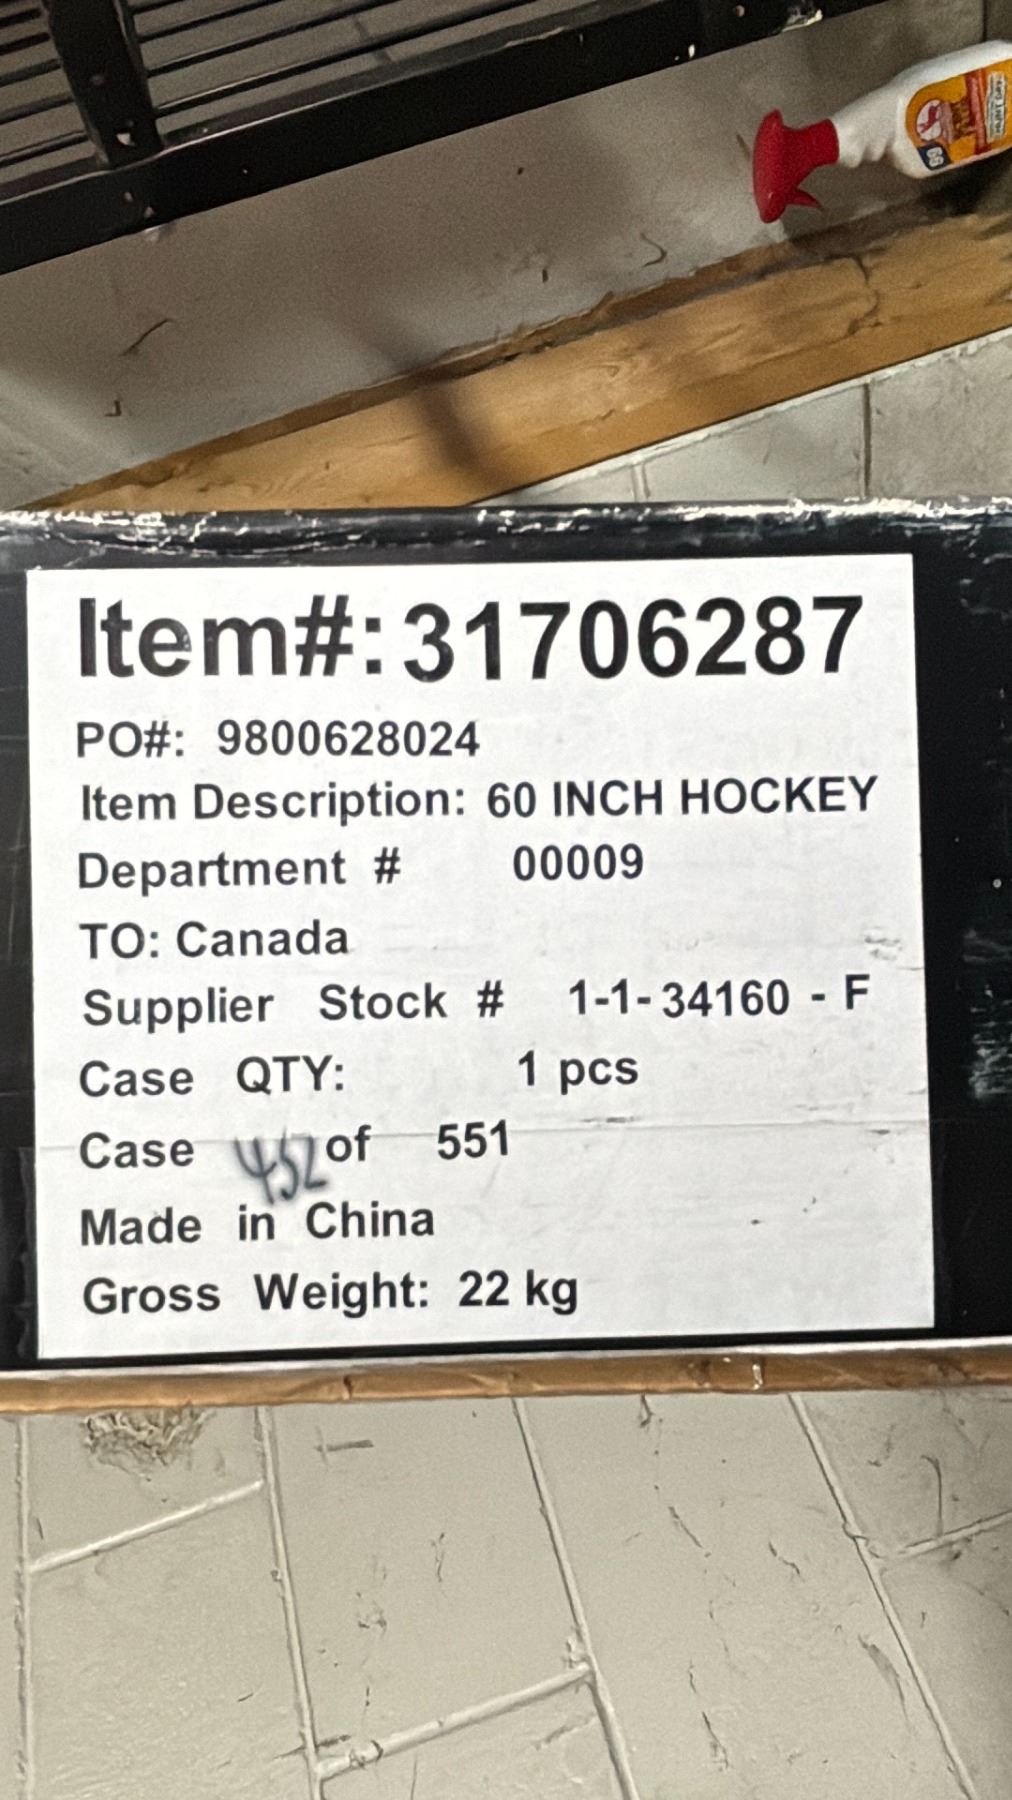 Item#: 31706287
PO#: 9800628024
Item Description: 60 INCH HOCKEY
Department # 00009
TO: Canada
Supplier Stock # 1-1-34160 - F
Case QTY: 1 pcs
Case 452 of 551
Made in China
Gross Weight: 22 kg